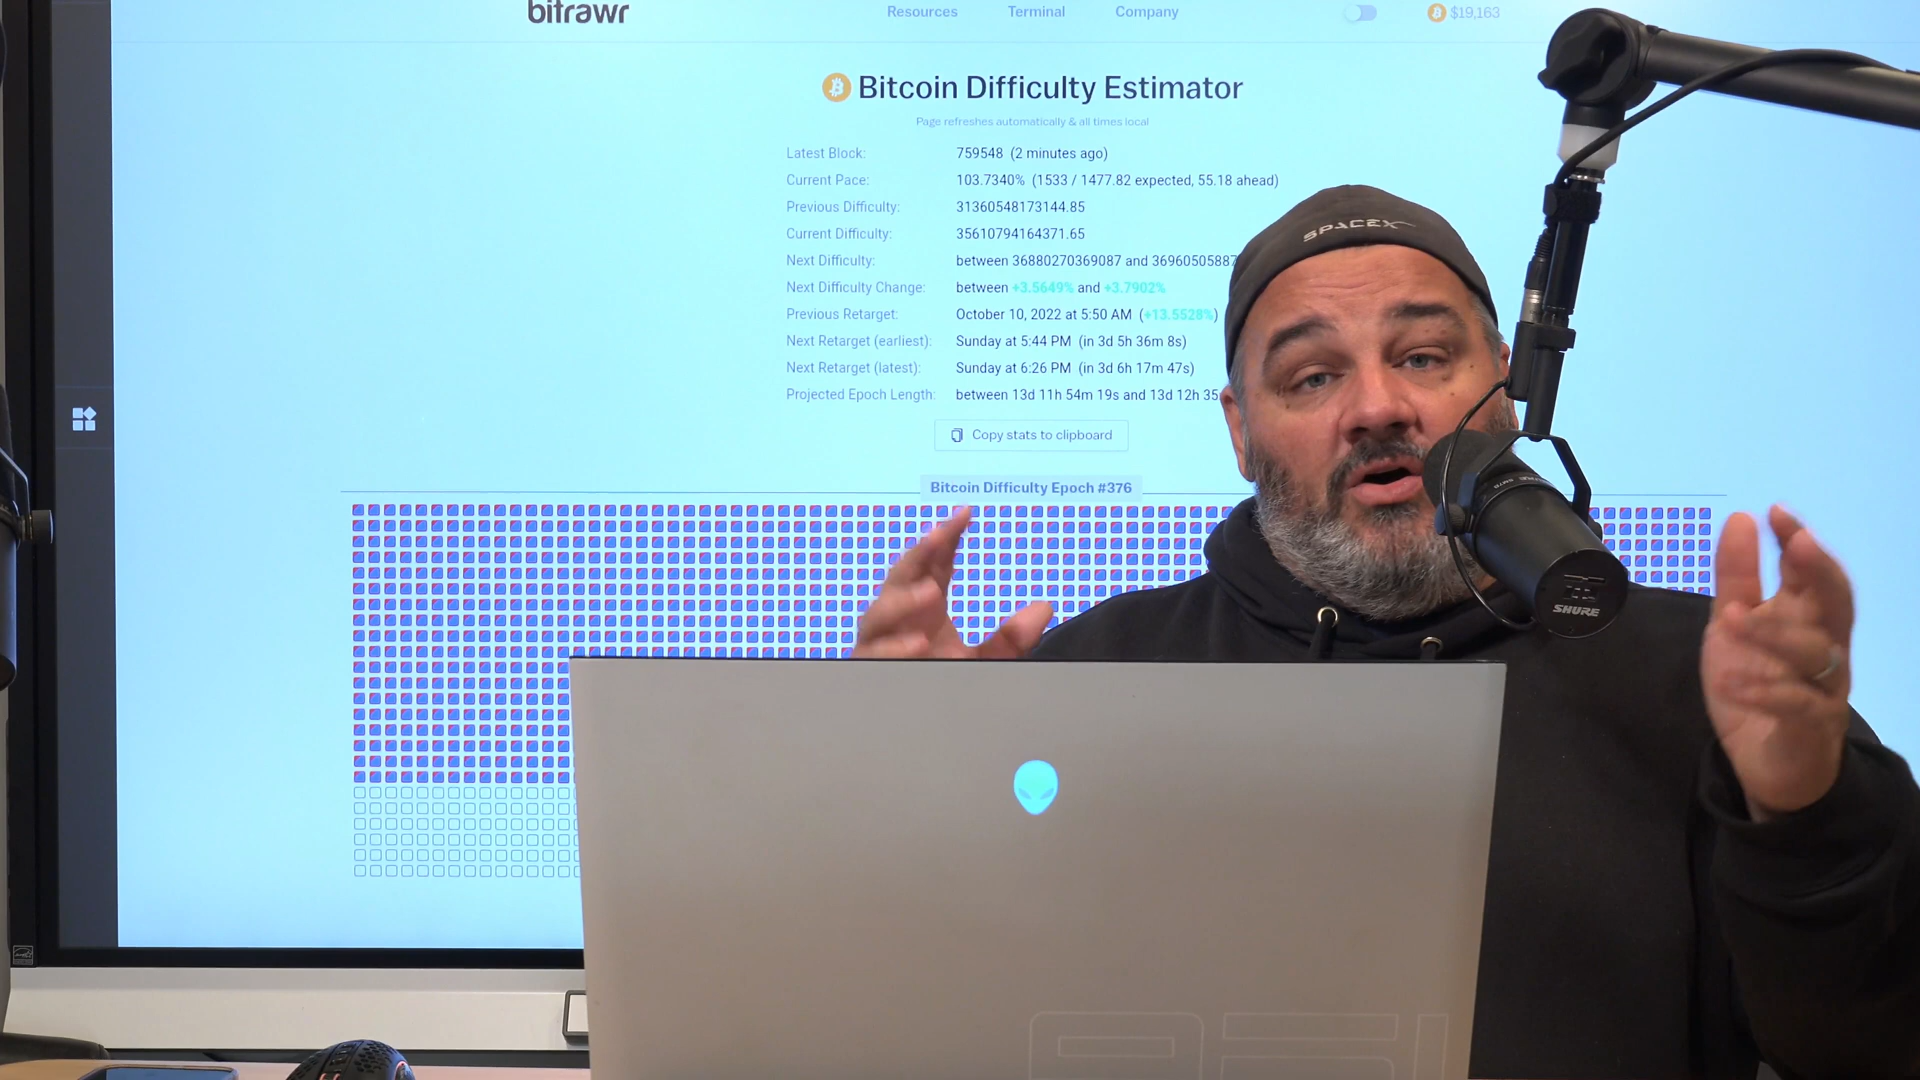 bitrawr
Resources Terminal Company $19,163
Bitcoin Difficulty Estimator
Page refreshes automatically & all times local
Latest Block: 759548 (2 minutes ago)
Current Pace: 103.7340% (1533 / 1477.82 expected, 55.18 ahead)
Previous Difficulty: 31360548173144.85
Current Difficulty: 35610794164371.65
Next Difficulty: between 36880270369087 and 36960505887
Next Difficulty Change: between +3.5649% and +3.7902%
Previous Retarget: October 10, 2022 at 5:50 AM (+13.5528%)
Next Retarget (earliest): Sunday at 5:44 PM (in 3d 5h 36m 8s)
Next Retarget (latest): Sunday at 6:26 PM (in 3d 6h 17m 47s)
Projected Epoch Length: between 13d 11h 54m 19s and 13d 12h 35
Copy stats to clipboard
Bitcoin Difficulty Epoch #376
SPACEX
SHURE